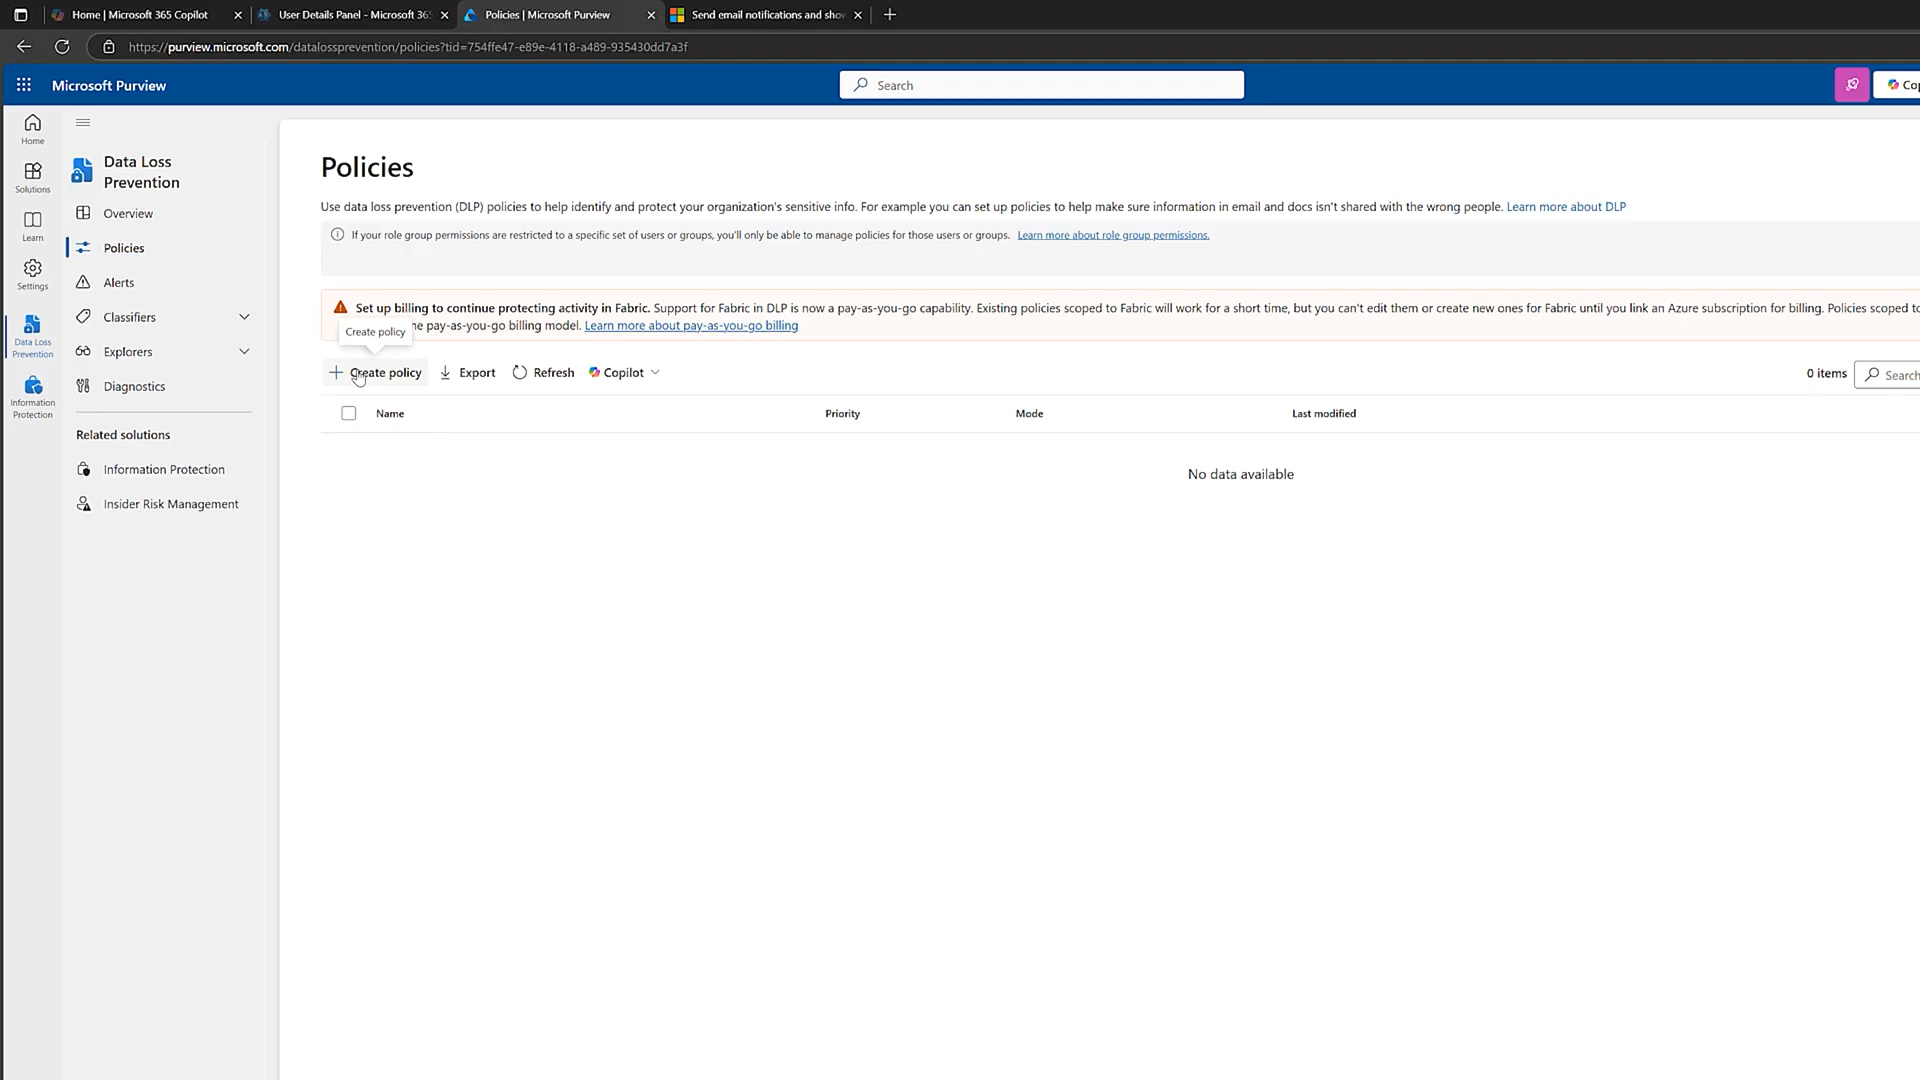 Home | Microsoft 365 Copilot
User Details Panel - Microsoft 365
Policies | Microsoft Purview
Send email notifications and show
https://purview.microsoft.com/datalossprevention/policies?tid=754ffe47-e89e-4118-a489-935430dd7a3f
Microsoft Purview
Search
Cop
Home
Solutions
Learn
Settings
Data Loss
Prevention
Information
Protection
Data Loss
Prevention
Overview
Policies
Alerts
Classifiers
Explorers
Diagnostics
Related solutions
Information Protection
Insider Risk Management
Policies
Use data loss prevention (DLP) policies to help identify and protect your organization's sensitive info. For example you can set up policies to help make sure information in email and docs isn't shared with the wrong people. Learn more about DLP
If your role group permissions are restricted to a specific set of users or groups, you'll only be able to manage policies for those users or groups. Learn more about role group permissions.
Set up billing to continue protecting activity in Fabric. Support for Fabric in DLP is now a pay-as-you-go capability. Existing policies scoped to Fabric will work for a short time, but you can't edit them or create new ones for Fabric until you link an Azure subscription for billing. Policies scoped to
me pay-as-you-go billing model. Learn more about pay-as-you-go billing
Create policy
Create policy
Export
Refresh
Copilot
0 items
Search
Name
Priority
Mode
Last modified
No data available